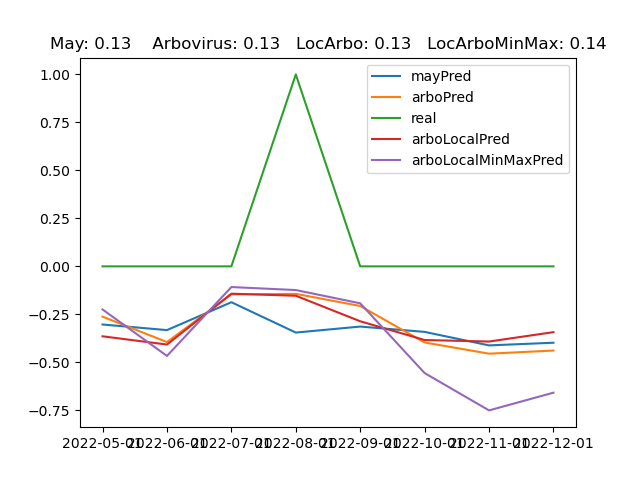 May: 0.13    Arbovirus: 0.13   LocArbo: 0.13   LocArboMinMax: 0.14
1.00
0.75
0.50
0.25
0.00
−0.25
−0.50
−0.75
mayPred
arboPred
real
arboLocalPred
arboLocalMinMaxPred
2022-05-01 2022-06-01 2022-07-01 2022-08-01 2022-09-01 2022-10-01 2022-11-01 2022-12-01